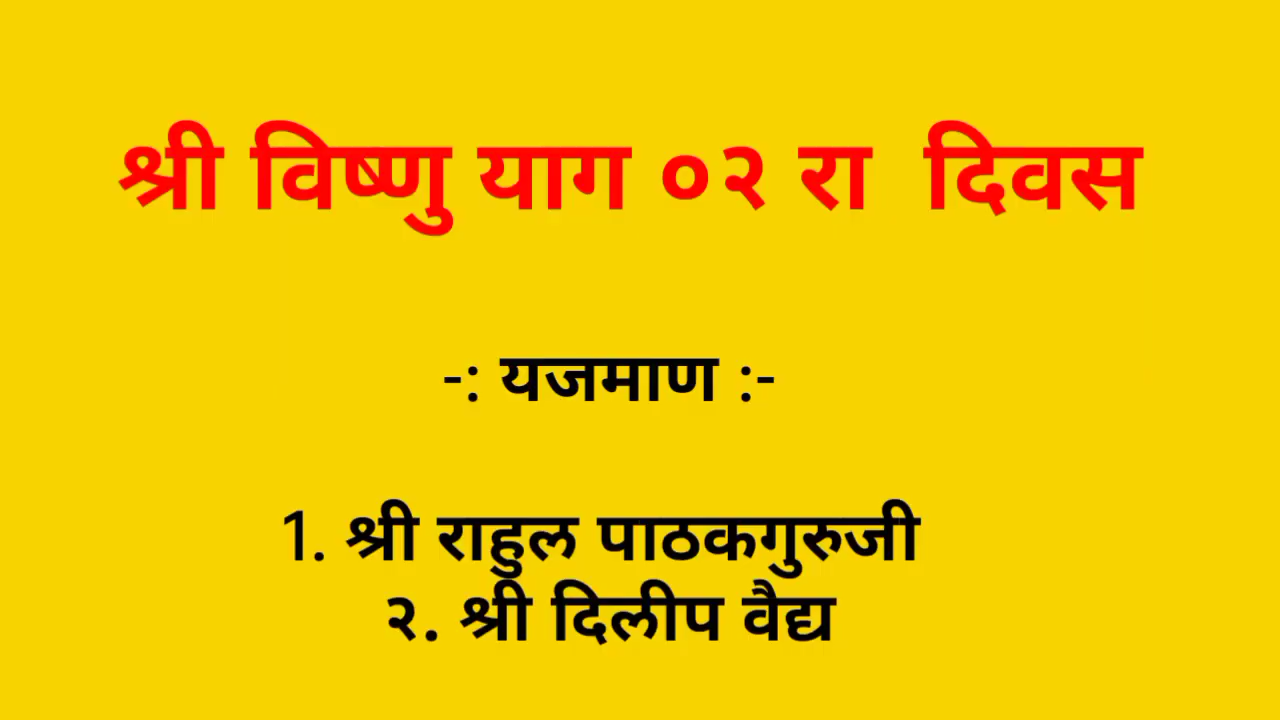 श्री विष्णु याग ०२ रा दिवस
-: यजमाण :-
1. श्री राहुल पाठकगुरुजी
२. श्री दिलीप वैद्य